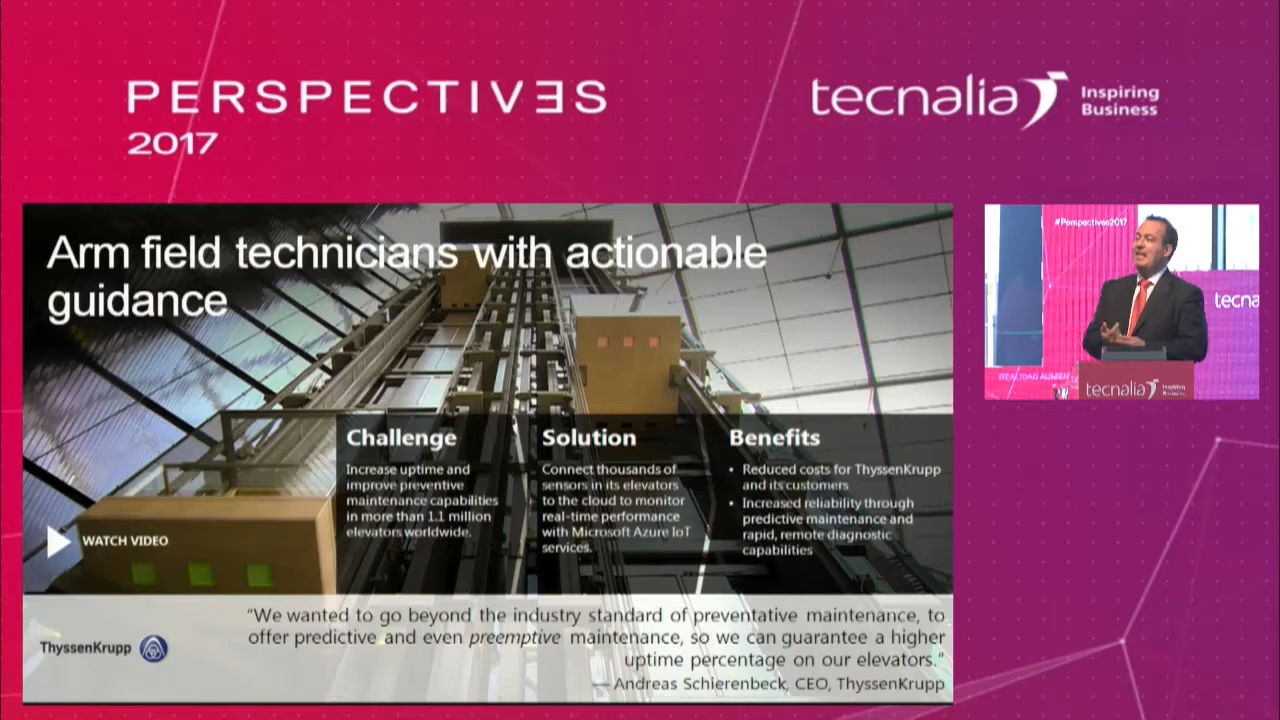 PERSPECTIVES
2017
tecnalia
Inspiring
Business
Arm field technicians with actionable
guidance
#Perspectives2017
tecna
REALIDAD AUMEN
tecnalia
Inspiring
Business
Challenge
Increase uptime and
improve preventive
maintenance capabilities
in more than 1.1 million
elevators worldwide.
Solution
Connect thousands of
sensors in its elevators
to the cloud to monitor
real-time performance
with Microsoft Azure IoT
services.
Benefits
• Reduced costs for ThyssenKrupp
and its customers
• Increased reliability through
predictive maintenance and
rapid, remote diagnostic
capabilities
WATCH VIDEO
"We wanted to go beyond the industry standard of preventative maintenance, to
offer predictive and even preemptive maintenance, so we can guarantee a higher
uptime percentage on our elevators."
— Andreas Schierenbeck, CEO, ThyssenKrupp
ThyssenKrupp